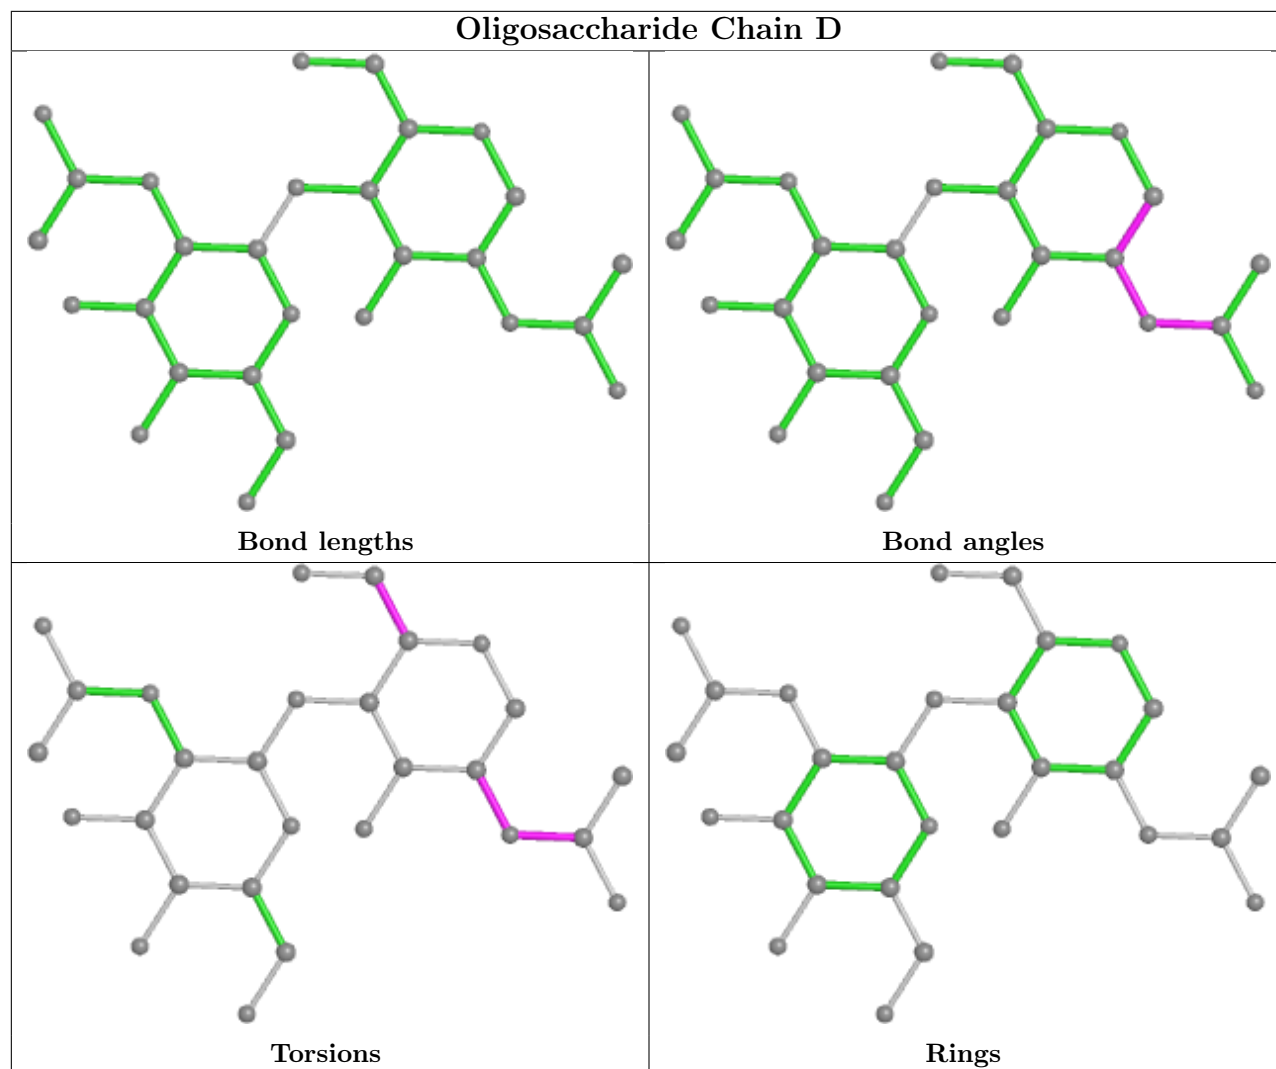 Oligosaccharide Chain D
Bond lengths
Bond angles
Torsions
Rings